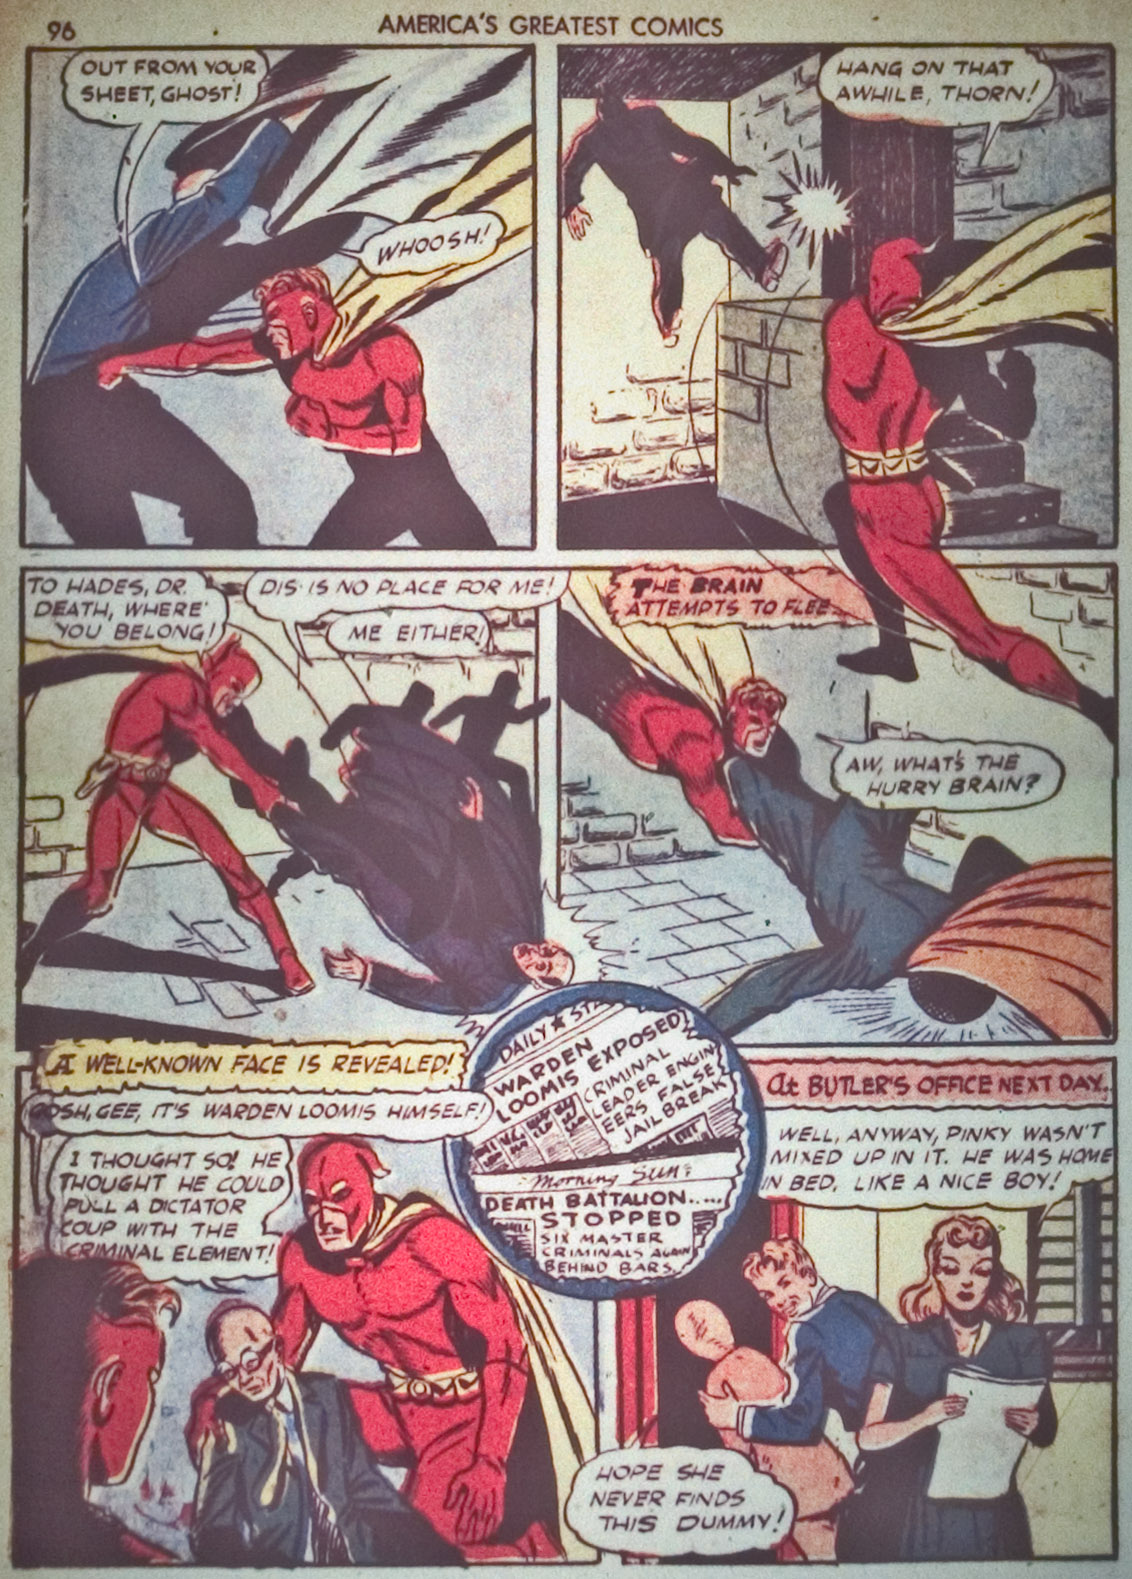 96
AMERICA'S GREATEST COMICS
OUT FROM YOUR
SHEET, GHOST!
WHOOSH!
HANG ON THAT
AWHILE, THORN!
TO HADES, DR.
DEATH, WHERE
YOU BELONG!
DIS IS NO PLACE FOR ME!
ME EITHER!
THE BRAIN
ATTEMPTS TO FLEE
AW, WHAT'S THE
HURRY BRAIN?
A WELL-KNOWN FACE IS REVEALED!
GOSH, GEE, IT'S WARDEN LOOMIS HIMSELF!
I THOUGHT SO! HE
THOUGHT HE COULD
PULL A DICTATOR
COUP WITH THE
CRIMINAL ELEMENT!
DAILY ★ STA
WARDEN
LOOMIS EXPOSED
CRIMINAL
LEADER ENGIN
EERS FALSE
JAIL BREAK
Morning Sun
DEATH BATTALION.....
STOPPED
SIX MASTER
CRIMINALS AGAIN
BEHIND BARS.
At BUTLER'S OFFICE NEXT DAY..
WELL, ANYWAY, PINKY WASN'T
MIXED UP IN IT. HE WAS HOME
IN BED, LIKE A NICE BOY!
HOPE SHE
NEVER FINDS
THIS DUMMY!